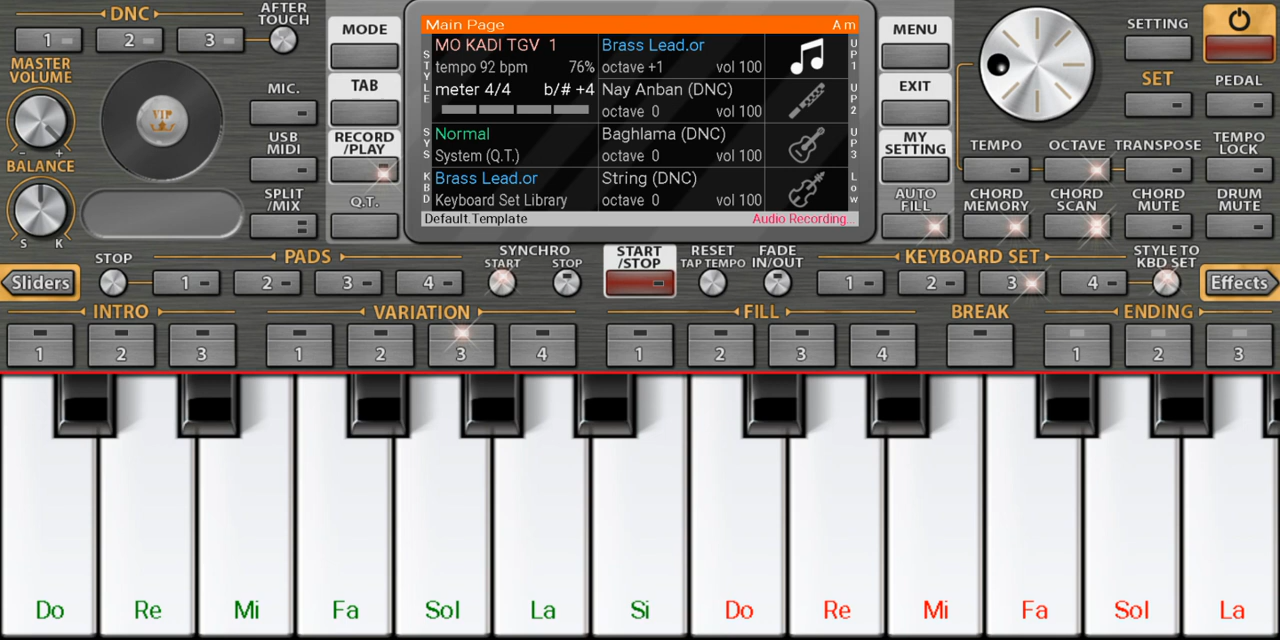 DNC
AFTER
TOUCH
1 2 3
MASTER
VOLUME
- +
BALANCE
S K
VIP
MIC.
USB
MIDI
SPLIT
/MIX
MODE
TAB
RECORD
/PLAY
Q.T.
Main Page Am
STYLE
MO KADI TGV 1
tempo 92 bpm 76%
meter 4/4 b/# +4
SYS
Normal
System (Q.T.)
KBD
Brass Lead.or
Keyboard Set Library
Brass Lead.or
octave +1 vol 100
UP1
Nay Anban (DNC)
octave 0 vol 100
UP2
Baghlama (DNC)
octave 0 vol 100
UP3
String (DNC)
octave 0 vol 100
Low
Default.Template Audio Recording...
MENU
EXIT
MY
SETTING
AUTO
FILL
SETTING
SET
PEDAL
TEMPO OCTAVE TRANSPOSE TEMPO
LOCK
CHORD
MEMORY
CHORD
SCAN
CHORD
MUTE
DRUM
MUTE
Sliders
STOP
PADS
1 2 3 4
SYNCHRO
START STOP
START
/STOP
RESET
TAP TEMPO
FADE
IN/OUT
KEYBOARD SET
1 2 3 4
STYLE TO
KBD SET
Effects
INTRO
1 2 3
VARIATION
1 2 3 4
FILL
1 2 3 4
BREAK
ENDING
1 2 3
Do Re Mi Fa Sol La Si Do Re Mi Fa Sol La